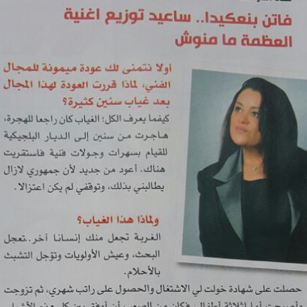 فاتن بنعكيدا.. ساعيد توزيع اغنية
العظمة ما منوش
أولا نتمنى لك عودة ميمونة للمجال
الفني، لماذا قررت العودة لهذا المجال
بعد غياب سنين كثيرة؟
كيفما يعرف الكل؛ الغياب كان راجعا للهجرة،
هاجرت من سنين إلى الديار البلجيكية
للقيام بسهرات وجولات فنية فاستقريت
هناك، أعود من جديد لأن جمهوري لازال
يطالبني بذلك، وتوقفي لم يكن اعتزالا.
ولماذا هذا الغياب؟
الغربة تجعل منك إنسانا آخر..تعجل
البحث، وعيش الأولويات وتؤجل التشبث
بالأحلام.
حصلت على شهادة خولت لي الاشتغال والحصول على راتب شهري، ثم تزوجت